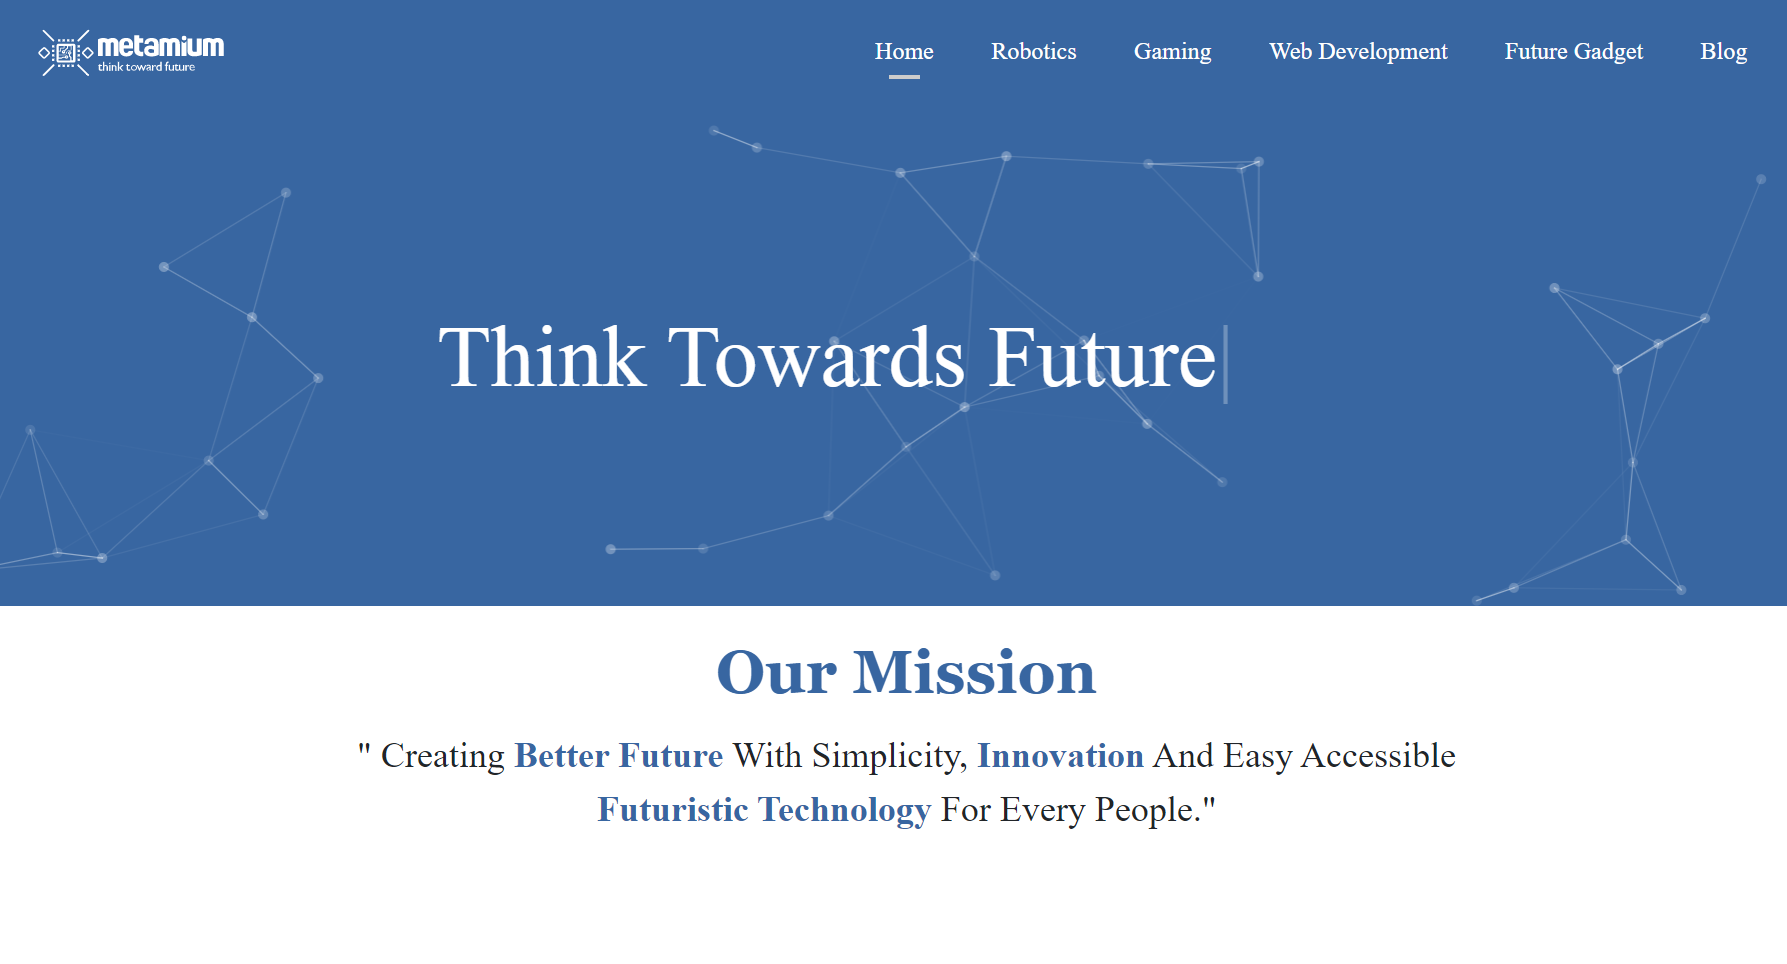 metamium
think toward future
Home Robotics Gaming Web Development Future Gadget Blog
Think Towards Future
Our Mission
" Creating Better Future With Simplicity, Innovation And Easy Accessible
Futuristic Technology For Every People."